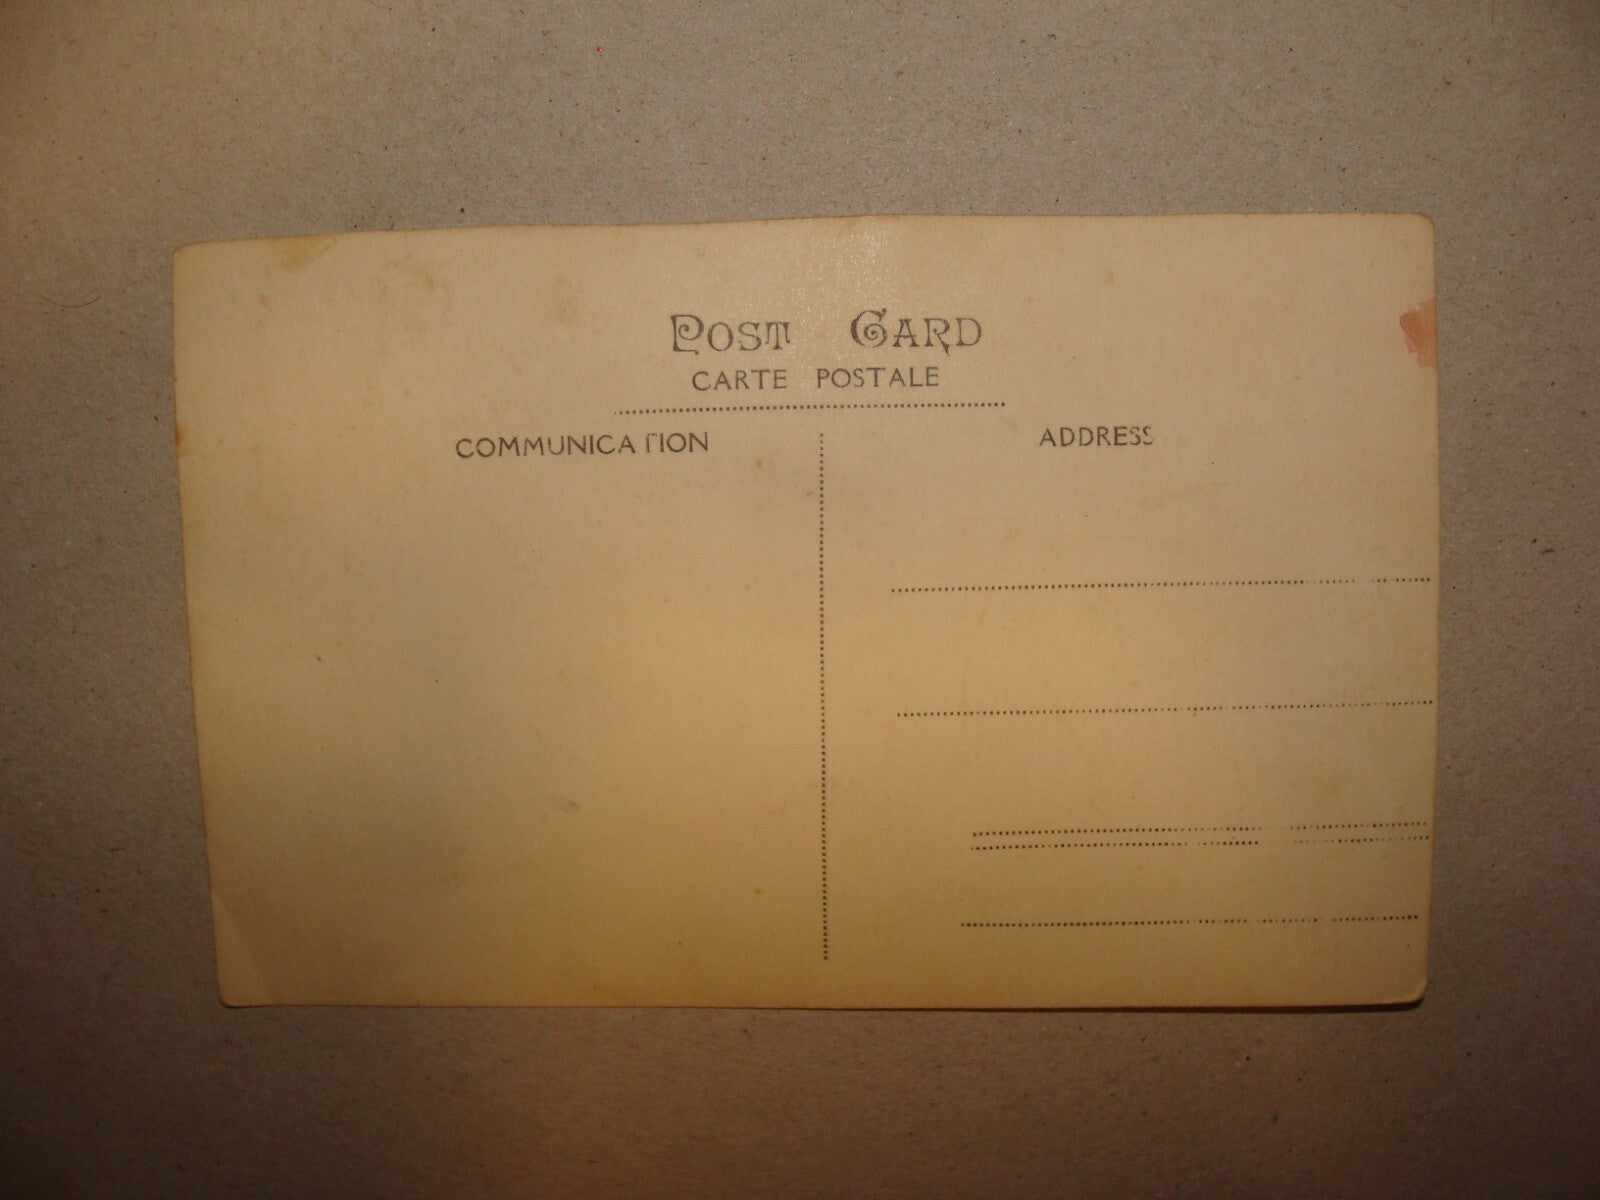 POST CARD
CARTE POSTALE
COMMUNICATION
ADDRESS